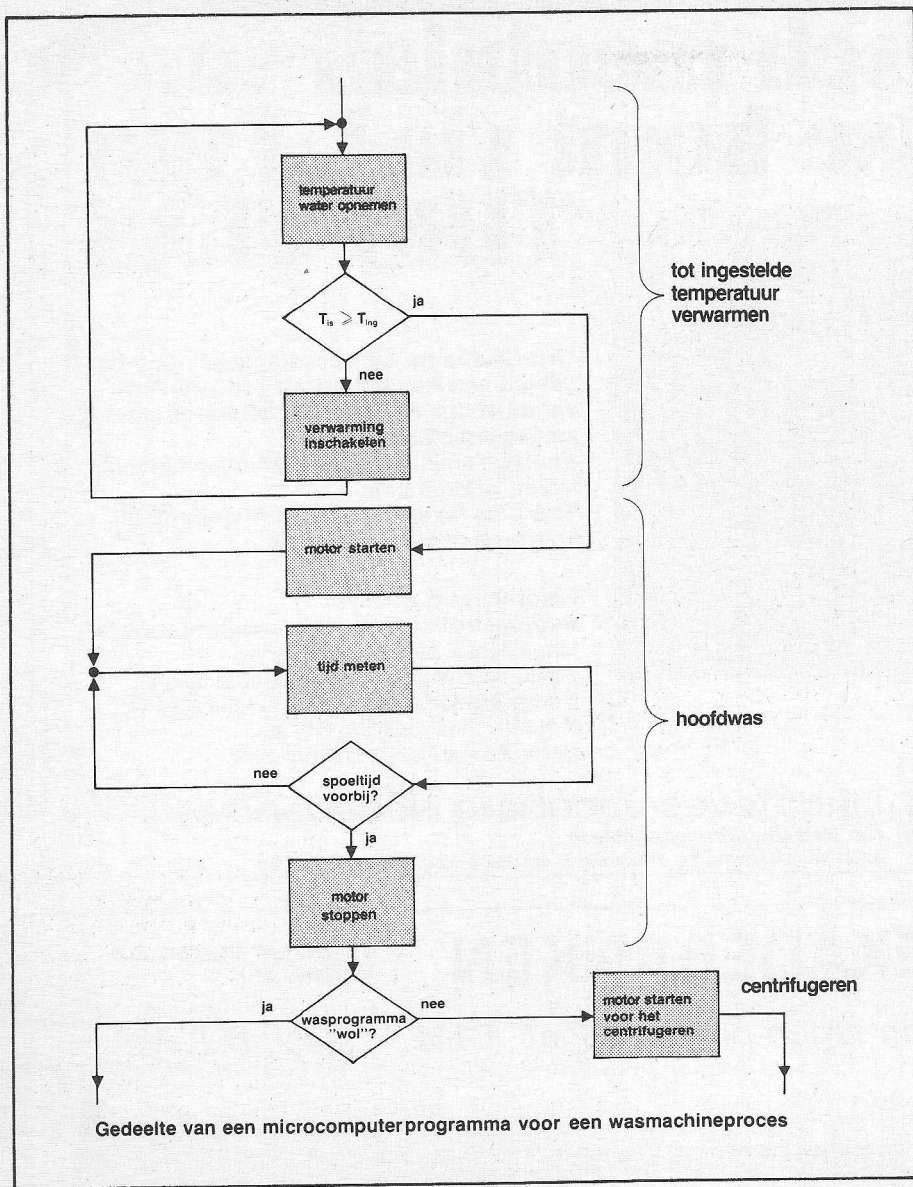 temperatuur
water opnemen
T is ⩾ T ing
ja
nee
verwarming
inschakelen
tot ingestelde
temperatuur
verwarmen
motor starten
tijd meten
hoofdwas
nee
spoeltijd
voorbij?
ja
motor
stoppen
ja
wasprogramma
"wol"?
nee
motor starten
voor het
centrifugeren
centrifugeren
Gedeelte van een microcomputerprogramma voor een wasmachineproces